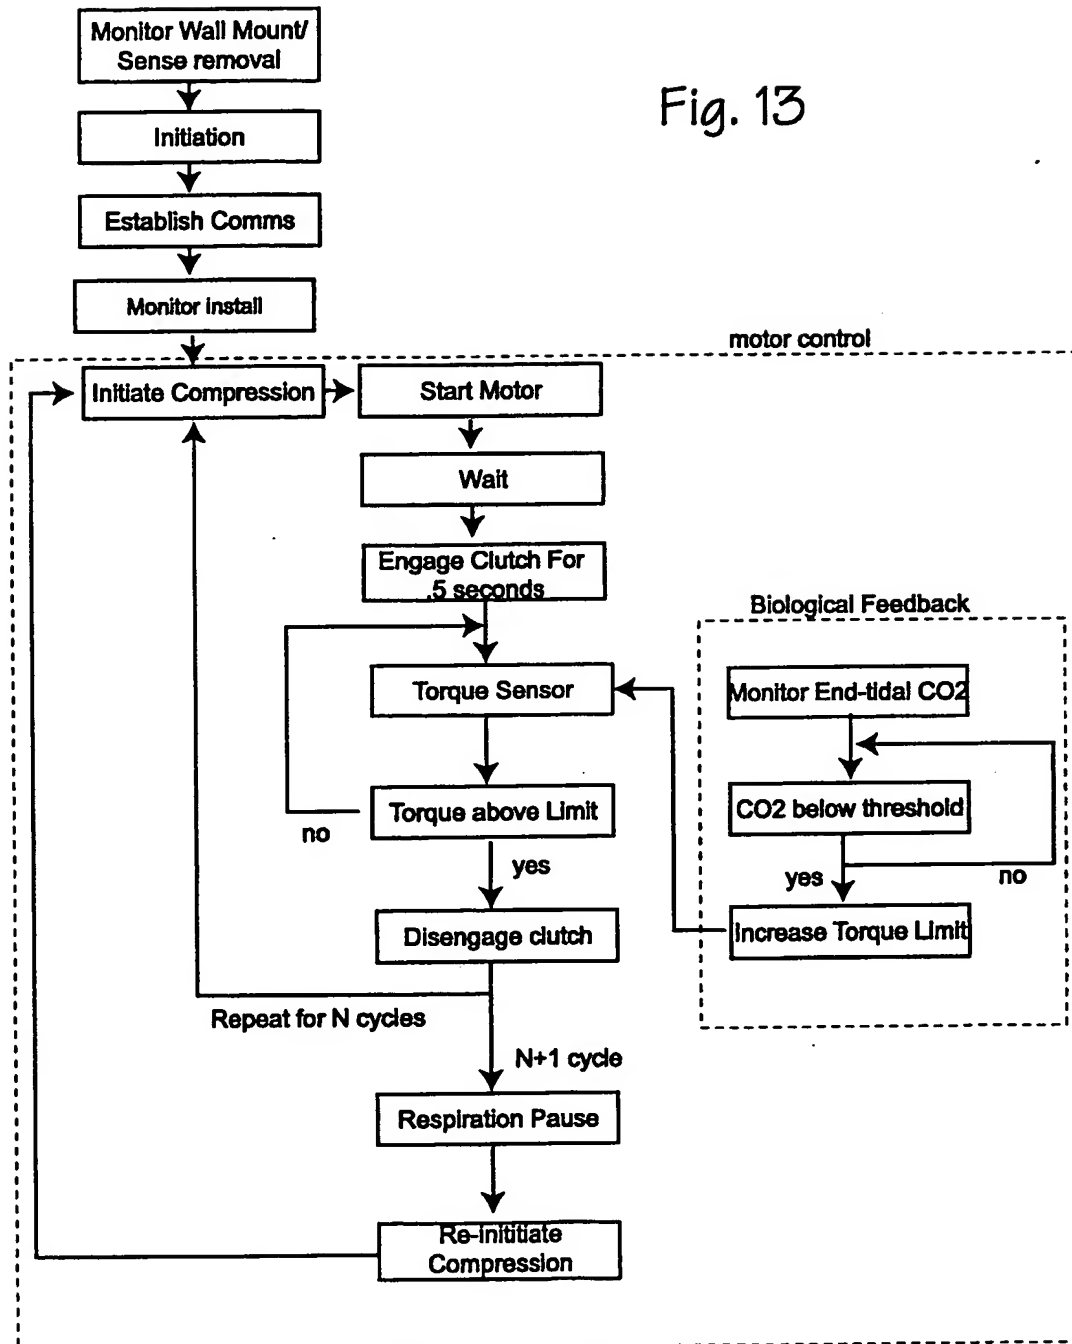 Monitor Wall Mount/
Sense removal
Fig. 13
Initiation
Establish Comms
Monitor install
motor control
Initiate Compression
Start Motor
Wait
Engage Clutch For
.5 seconds
Biological Feedback
Torque Sensor
Monitor End-tidal CO2
Torque above Limit
no
yes
CO2 below threshold
yes
no
Disengage clutch
Increase Torque Limit
Repeat for N cycles
N+1 cycle
Respiration Pause
Re-inititiate
Compression